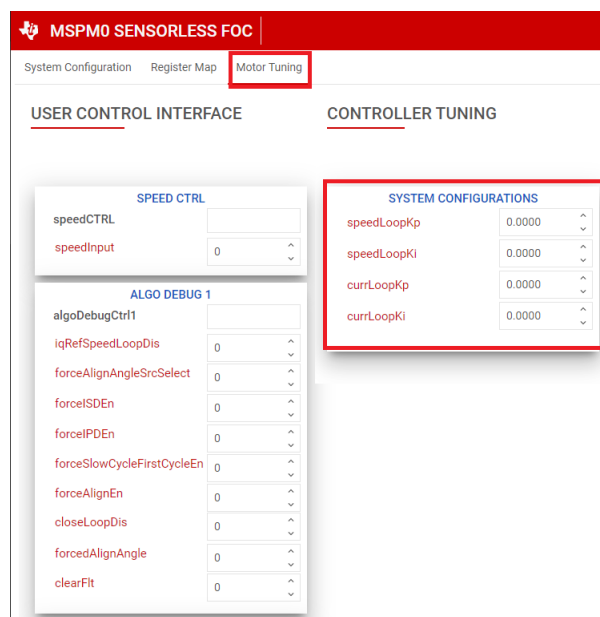 MSPM0 SENSORLESS FOC
System Configuration Register Map Motor Tuning
USER CONTROL INTERFACE
SPEED CTRL
speedCTRL
speedInput 0
ALGO DEBUG 1
algoDebugCtrl1
iqRefSpeedLoopDis 0
forceAlignAngleSrcSelect 0
forceISDEn 0
forceIPDEn 0
forceSlowCycleFirstCycleEn 0
forceAlignEn 0
closeLoopDis 0
forcedAlignAngle 0
clearFlt 0
CONTROLLER TUNING
SYSTEM CONFIGURATIONS
speedLoopKp 0.0000
speedLoopKi 0.0000
currLoopKp 0.0000
currLoopKi 0.0000